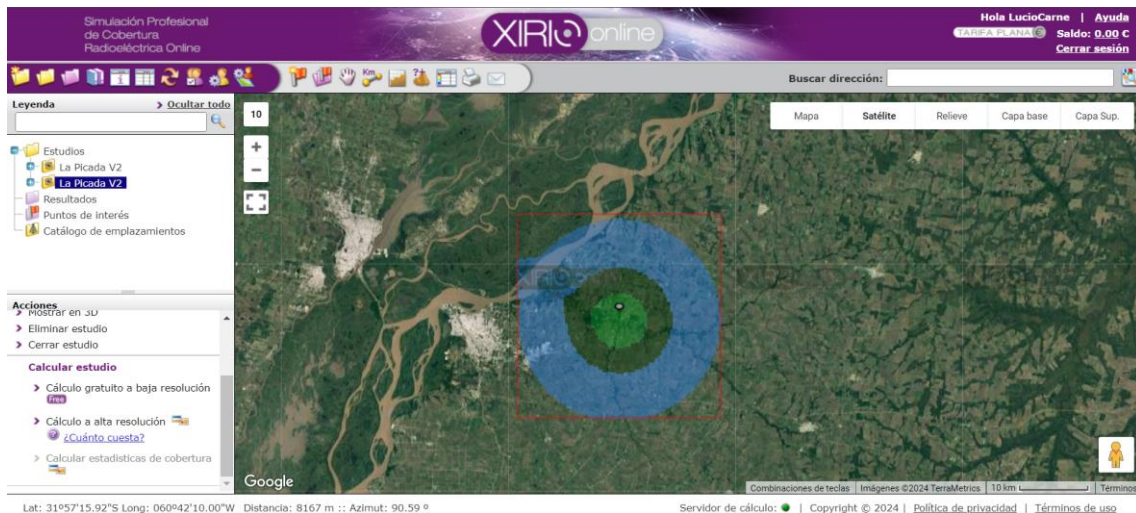 Simulación Profesional
de Cobertura
Radioeléctrica Online
XIRIO online
Hola LucioCarne | Ayuda
TARIFA PLANA € Saldo: 0.00 €
Cerrar sesión
Buscar dirección:
Leyenda
Ocultar todo
Estudios
La Picada V2
La Picada V2
Resultados
Puntos de interés
Catálogo de emplazamientos
Acciones
Mostrar en 3D
Eliminar estudio
Cerrar estudio
Calcular estudio
Cálculo gratuito a baja resolución
Free
Cálculo a alta resolución
¿Cuánto cuesta?
Calcular estadísticas de cobertura
10
+
−
Mapa Satélite Relieve Capa base Capa Sup.
Google
Combinaciones de teclas Imágenes ©2024 TerraMetrics 10 km Términos
Lat: 31º57'15.92"S Long: 060º42'10.00"W Distancia: 8167 m :: Azimut: 90.59 º
Servidor de cálculo: | Copyright © 2024 | Política de privacidad | Términos de uso